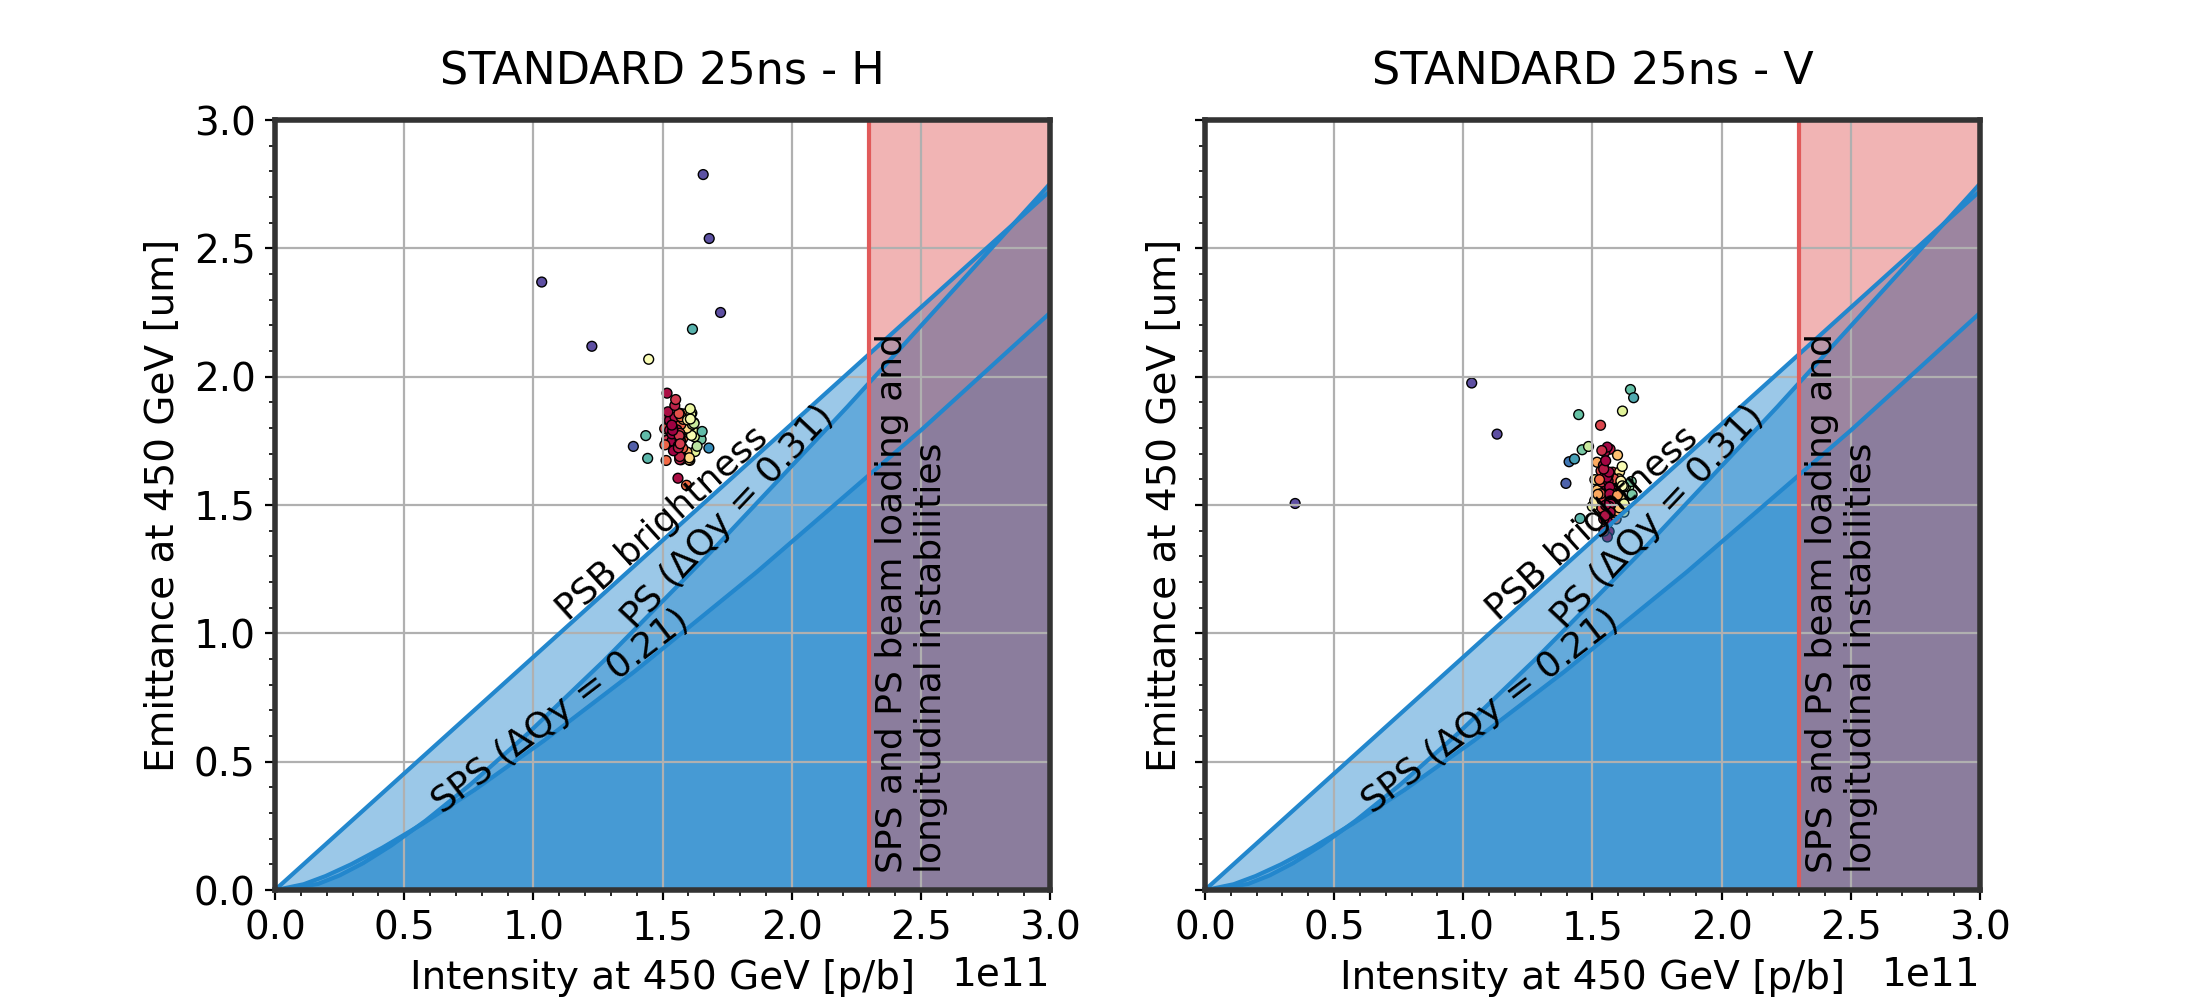 STANDARD 25ns - H
3.0
2.5
2.0
1.5
1.0
0.5
0.0
Emittance at 450 GeV [um]
PSB brightness
PS (ΔQy = 0.31)
SPS (ΔQy = 0.21)
SPS and PS beam loading and
longitudinal instabilities
0.0 0.5 1.0 1.5 2.0 2.5 3.0
Intensity at 450 GeV [p/b] 1e11
STANDARD 25ns - V
Emittance at 450 GeV [um]
PSB brightness
PS (ΔQy = 0.31)
SPS (ΔQy = 0.21)
SPS and PS beam loading and
longitudinal instabilities
0.0 0.5 1.0 1.5 2.0 2.5 3.0
Intensity at 450 GeV [p/b] 1e11